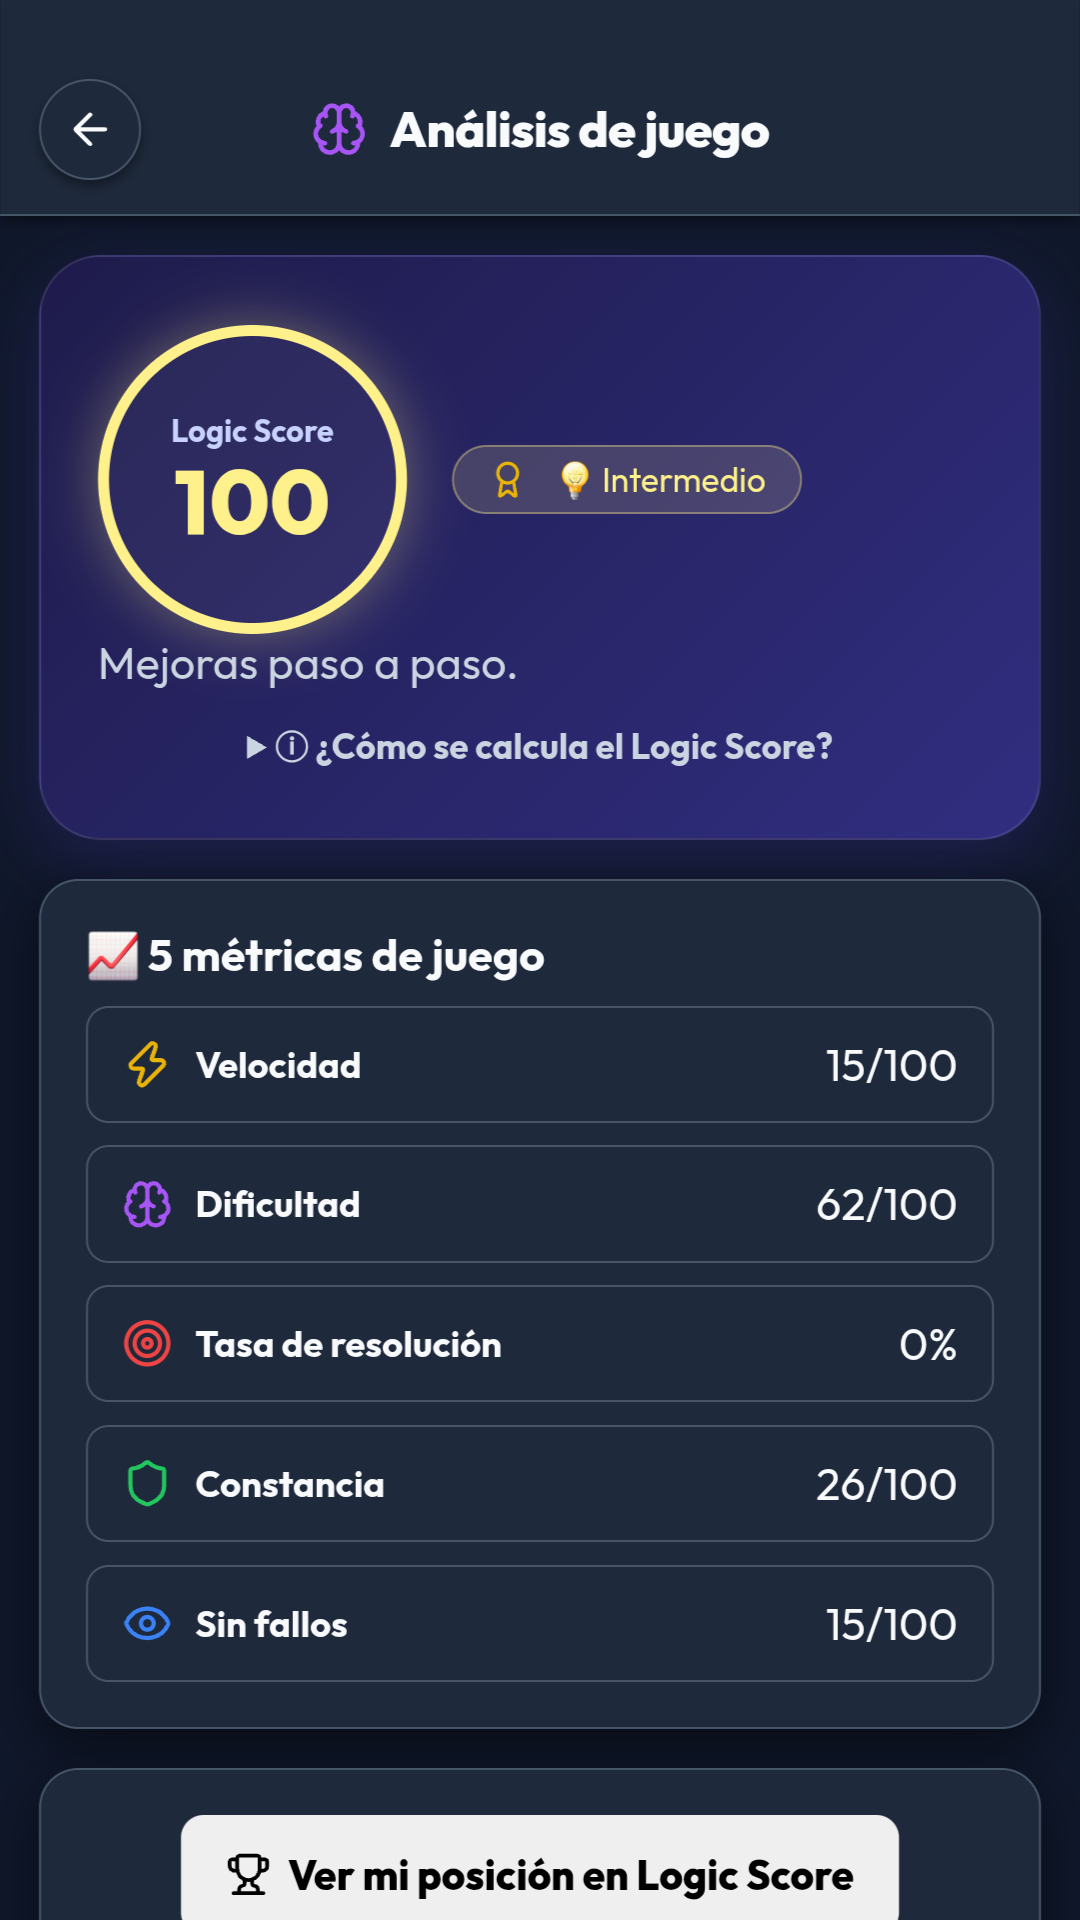 Análisis de juego
Logic Score
100
Intermedio
Mejoras paso a paso.
¿Cómo se calcula el Logic Score?
5 métricas de juego
Velocidad 15/100
Dificultad 62/100
Tasa de resolución 0%
Constancia 26/100
Sin fallos 15/100
Ver mi posición en Logic Score